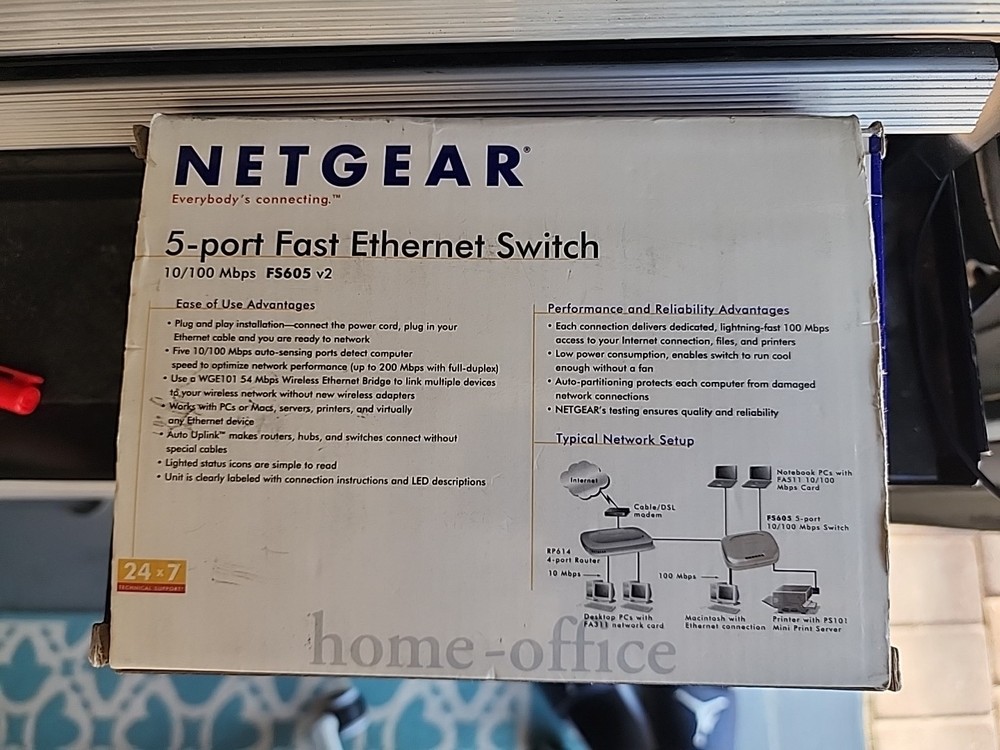 NETGEAR®
Everybody's connecting.™
5-port Fast Ethernet Switch
10/100 Mbps FS605 v2
Ease of Use Advantages
• Plug and play installation—connect the power cord, plug in your
Ethernet cable and you are ready to network
• Five 10/100 Mbps auto-sensing ports detect computer
speed to optimize network performance (up to 200 Mbps with full-duplex)
• Use a WGE101 54 Mbps Wireless Ethernet Bridge to link multiple devices
to your wireless network without new wireless adapters
• Works with PCs or Macs, servers, printers, and virtually
any Ethernet device
• Auto Uplink™ makes routers, hubs, and switches connect without
special cables
• Lighted status icons are simple to read
• Unit is clearly labeled with connection instructions and LED descriptions
24x7
TECHNICAL SUPPORT*
Performance and Reliability Advantages
• Each connection delivers dedicated, lightning-fast 100 Mbps
access to your Internet connection, files, and printers
• Low power consumption, enables switch to run cool
enough without a fan
• Auto-partitioning protects each computer from damaged
network connections
• NETGEAR's testing ensures quality and reliability
Typical Network Setup
Internet
Cable/DSL
modem
Notebook PCs with
FA511 10/100
Mbps Card
FS605 5-port
10/100 Mbps Switch
RP614
4-port Router
10 Mbps
100 Mbps
Desktop PCs with
FA311 network card
Macintosh with
Ethernet connection
Printer with PS101
Mini Print Server
home-office